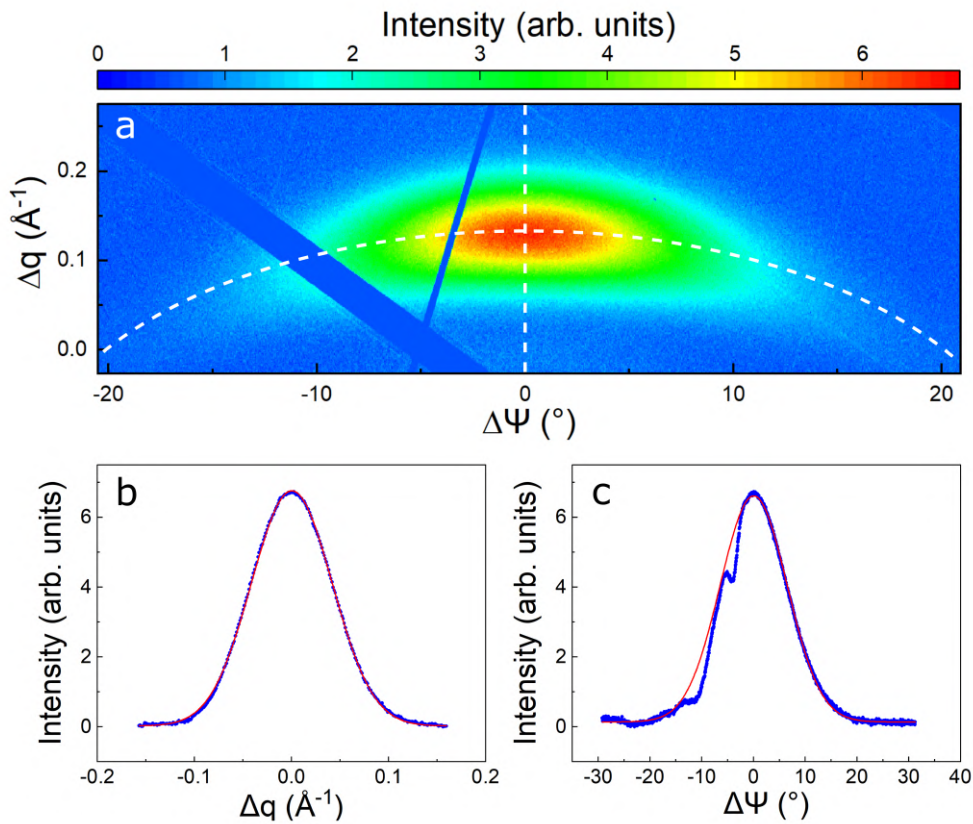 Intensity (arb. units)
0 1 2 3 4 5 6
a
Δq (Å⁻¹)
0.2
0.1
0.0
-20 -10 0 10 20
ΔΨ (°)
b
Intensity (arb. units)
6
4
2
0
-0.2 -0.1 0.0 0.1 0.2
Δq (Å⁻¹)
c
Intensity (arb. units)
6
4
2
0
-30 -20 -10 0 10 20 30 40
ΔΨ (°)